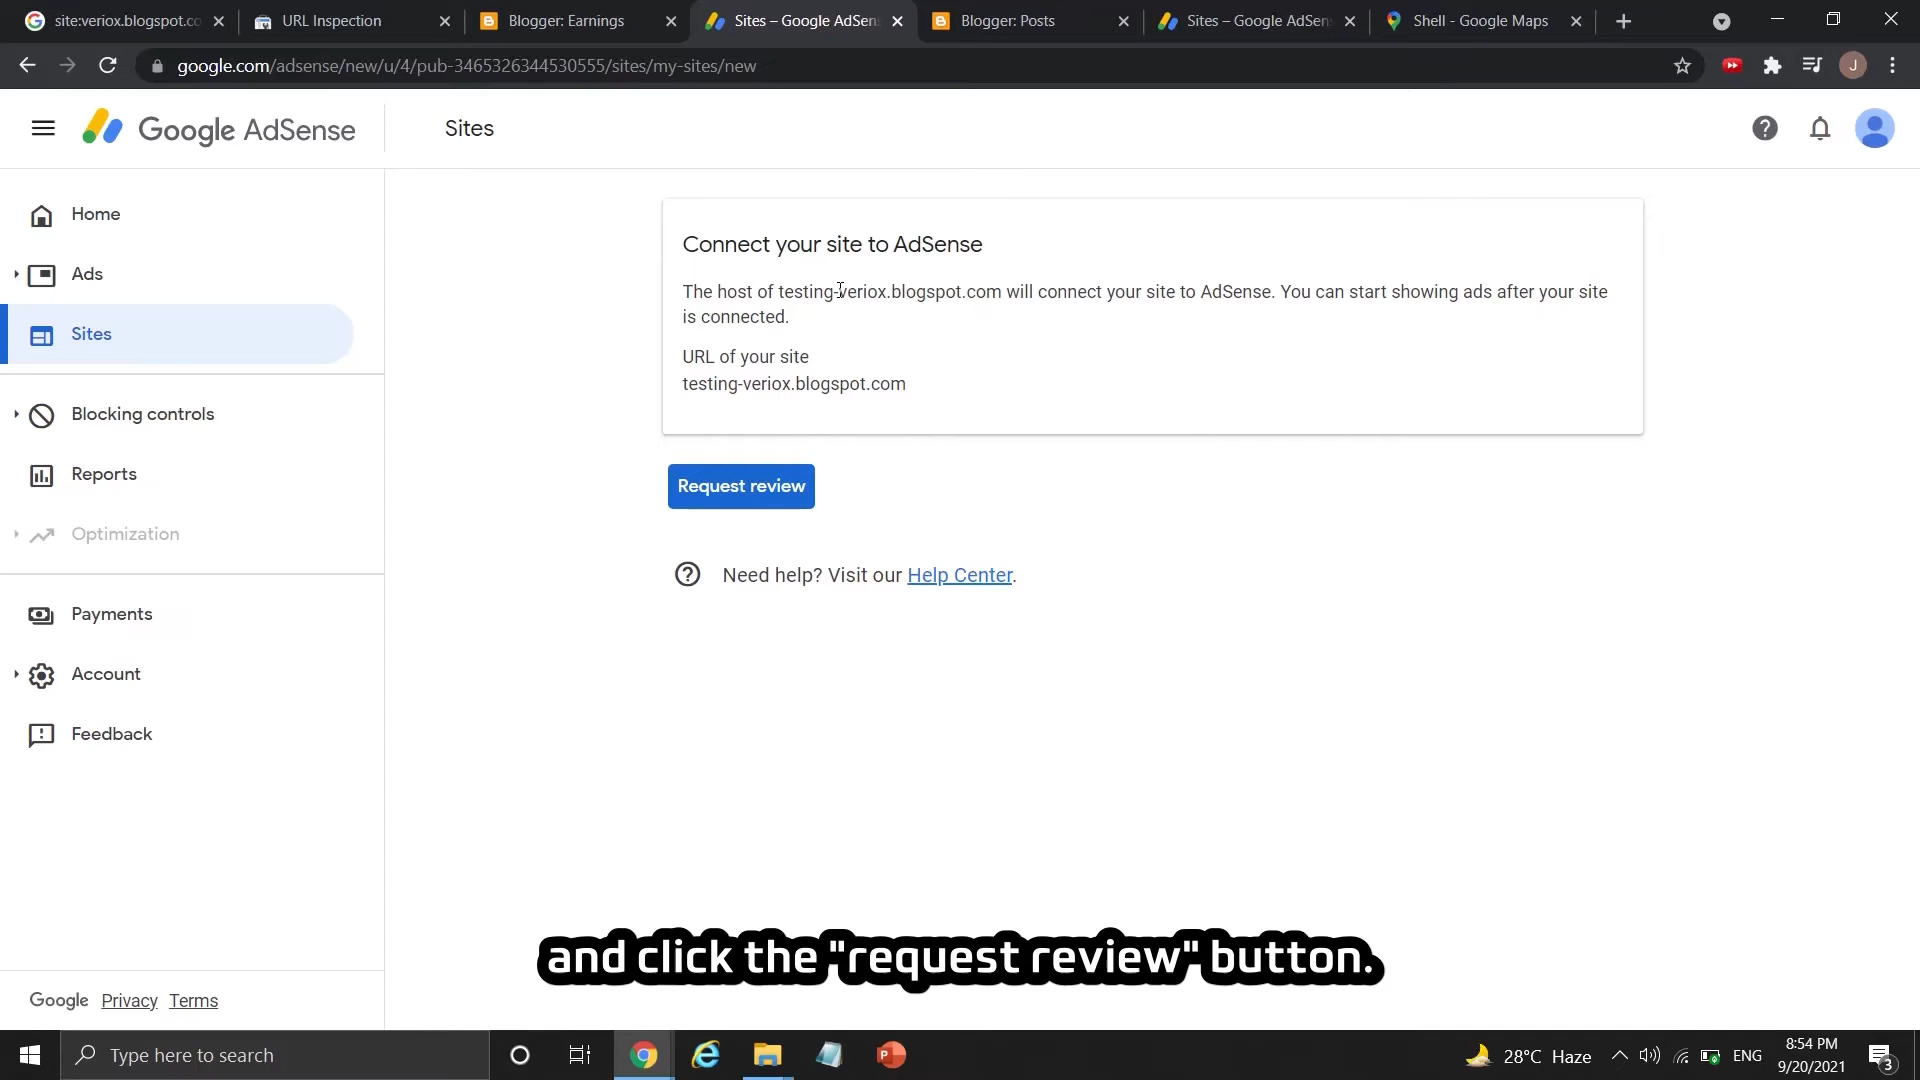 site:veriox.blogspot.co
URL Inspection
Blogger: Earnings
Sites – Google AdSens
Blogger: Posts
Sites – Google AdSen
Shell - Google Maps
google.com/adsense/new/u/4/pub-3465326344530555/sites/my-sites/new
J
Google AdSense
Sites
Home
Ads
Sites
Blocking controls
Reports
Optimization
Payments
Account
Feedback
Google Privacy Terms
Connect your site to AdSense
The host of testing-veriox.blogspot.com will connect your site to AdSense. You can start showing ads after your site
is connected.
URL of your site
testing-veriox.blogspot.com
Request review
Need help? Visit our Help Center.
and click the "request review" button.
Type here to search
28°C Haze
ENG
8:54 PM
9/20/2021
3